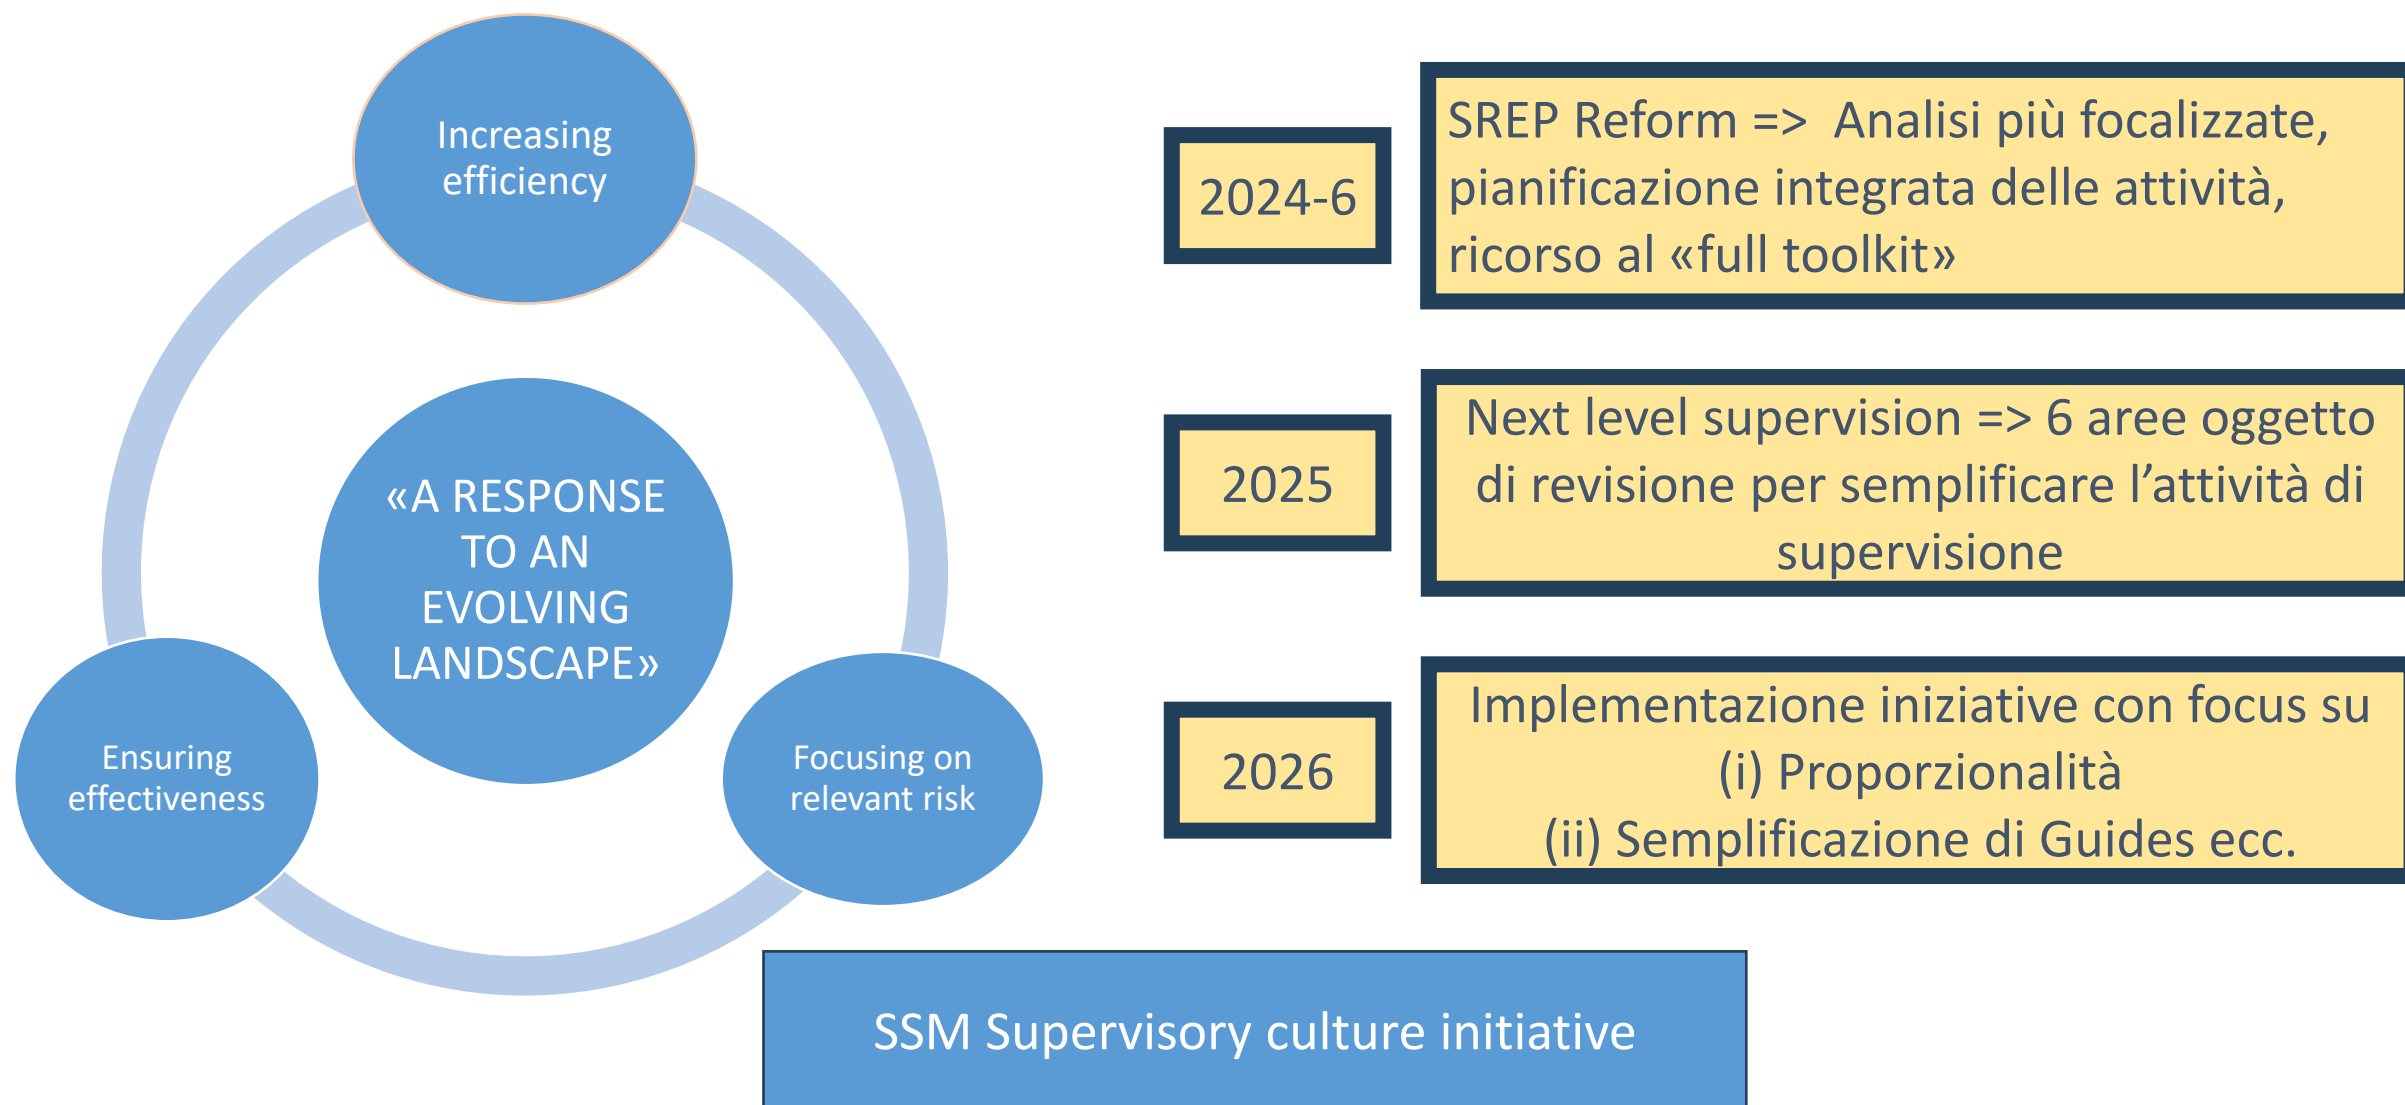 Increasing
efficiency
«A RESPONSE
TO AN
EVOLVING
LANDSCAPE»
Ensuring
effectiveness
Focusing on
relevant risk
2024-6
SREP Reform => Analisi più focalizzate,
pianificazione integrata delle attività,
ricorso al «full toolkit»
2025
Next level supervision => 6 aree oggetto
di revisione per semplificare l’attività di
supervisione
2026
Implementazione iniziative con focus su
(i) Proporzionalità
(ii) Semplificazione di Guides ecc.
SSM Supervisory culture initiative